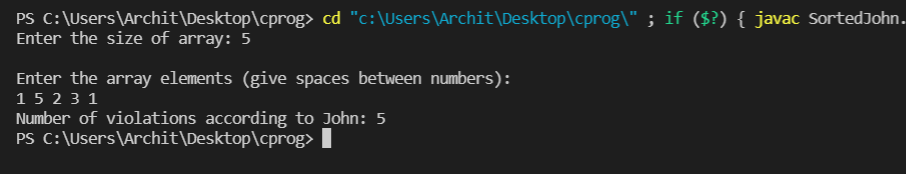 PS C:\Users\Archit\Desktop\cprog> cd "c:\Users\Archit\Desktop\cprog\" ; if ($?) { javac SortedJohn.
Enter the size of array: 5
Enter the array elements (give spaces between numbers):
1 5 2 3 1
Number of violations according to John: 5
PS C:\Users\Archit\Desktop\cprog>